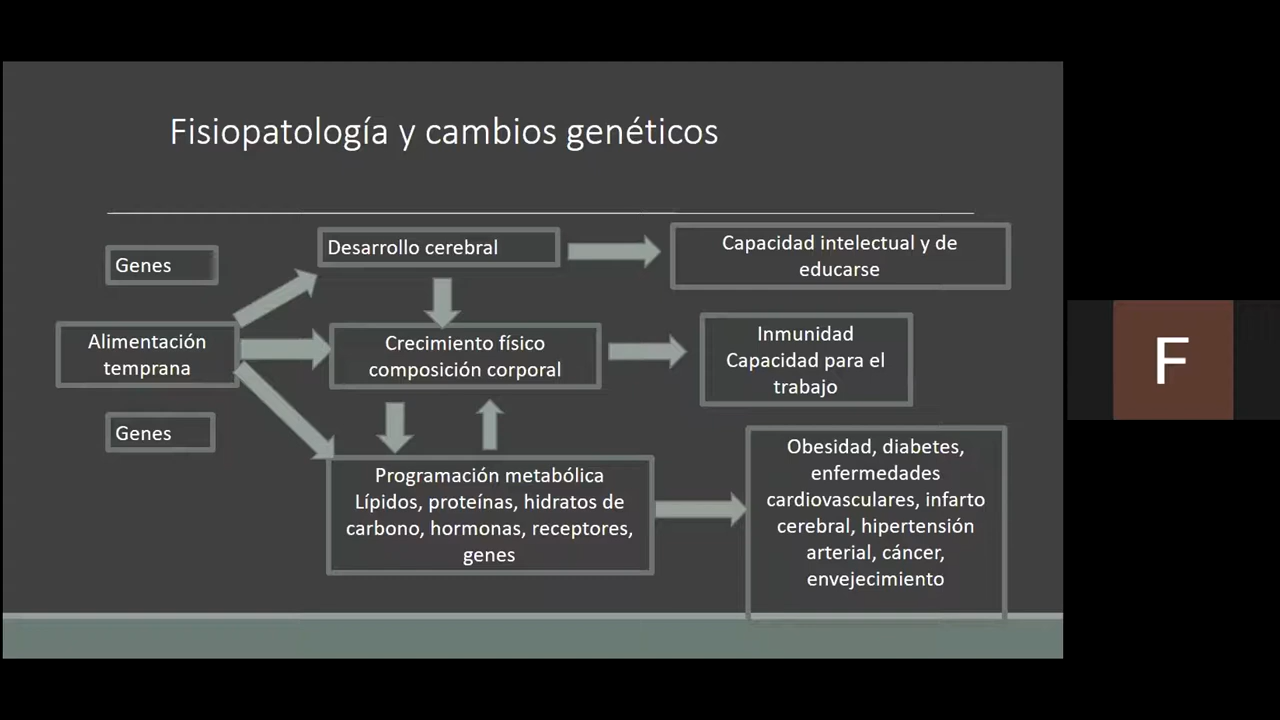 Fisiopatología y cambios genéticos
Genes
Desarrollo cerebral
Capacidad intelectual y de
educarse
Alimentación
temprana
Crecimiento físico
composición corporal
Inmunidad
Capacidad para el
trabajo
Genes
Programación metabólica
Lípidos, proteínas, hidratos de
carbono, hormonas, receptores,
genes
Obesidad, diabetes,
enfermedades
cardiovasculares, infarto
cerebral, hipertensión
arterial, cáncer,
envejecimiento
F